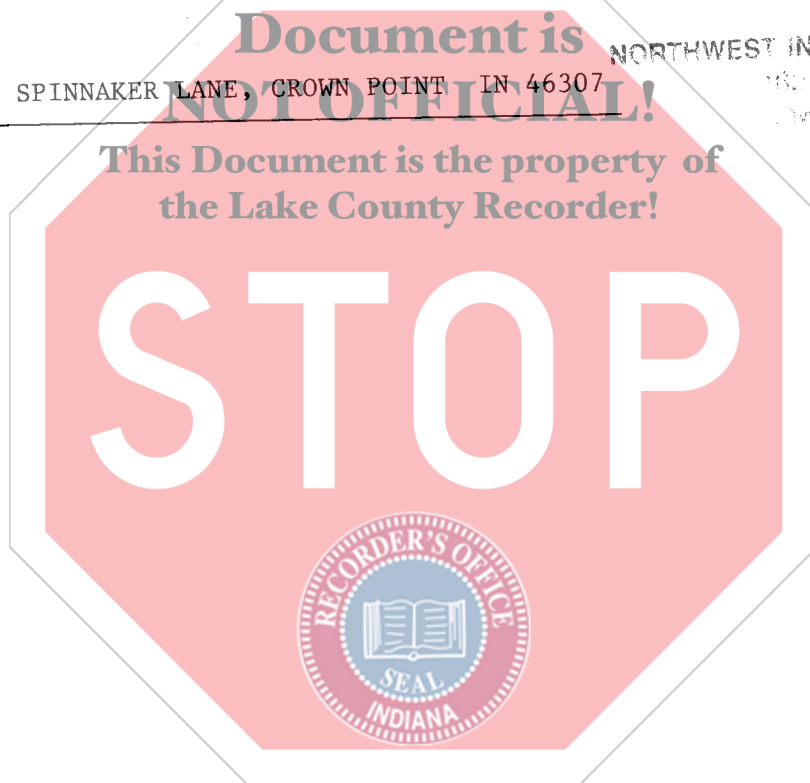 Document is
NORTHWEST IN
SPINNAKER LANE, CROWN POINT IN 46307
NOT OFFICIAL!
This Document is the property of
the Lake County Recorder!
STOP
RECORDER'S OFFICE
SEAL
INDIANA